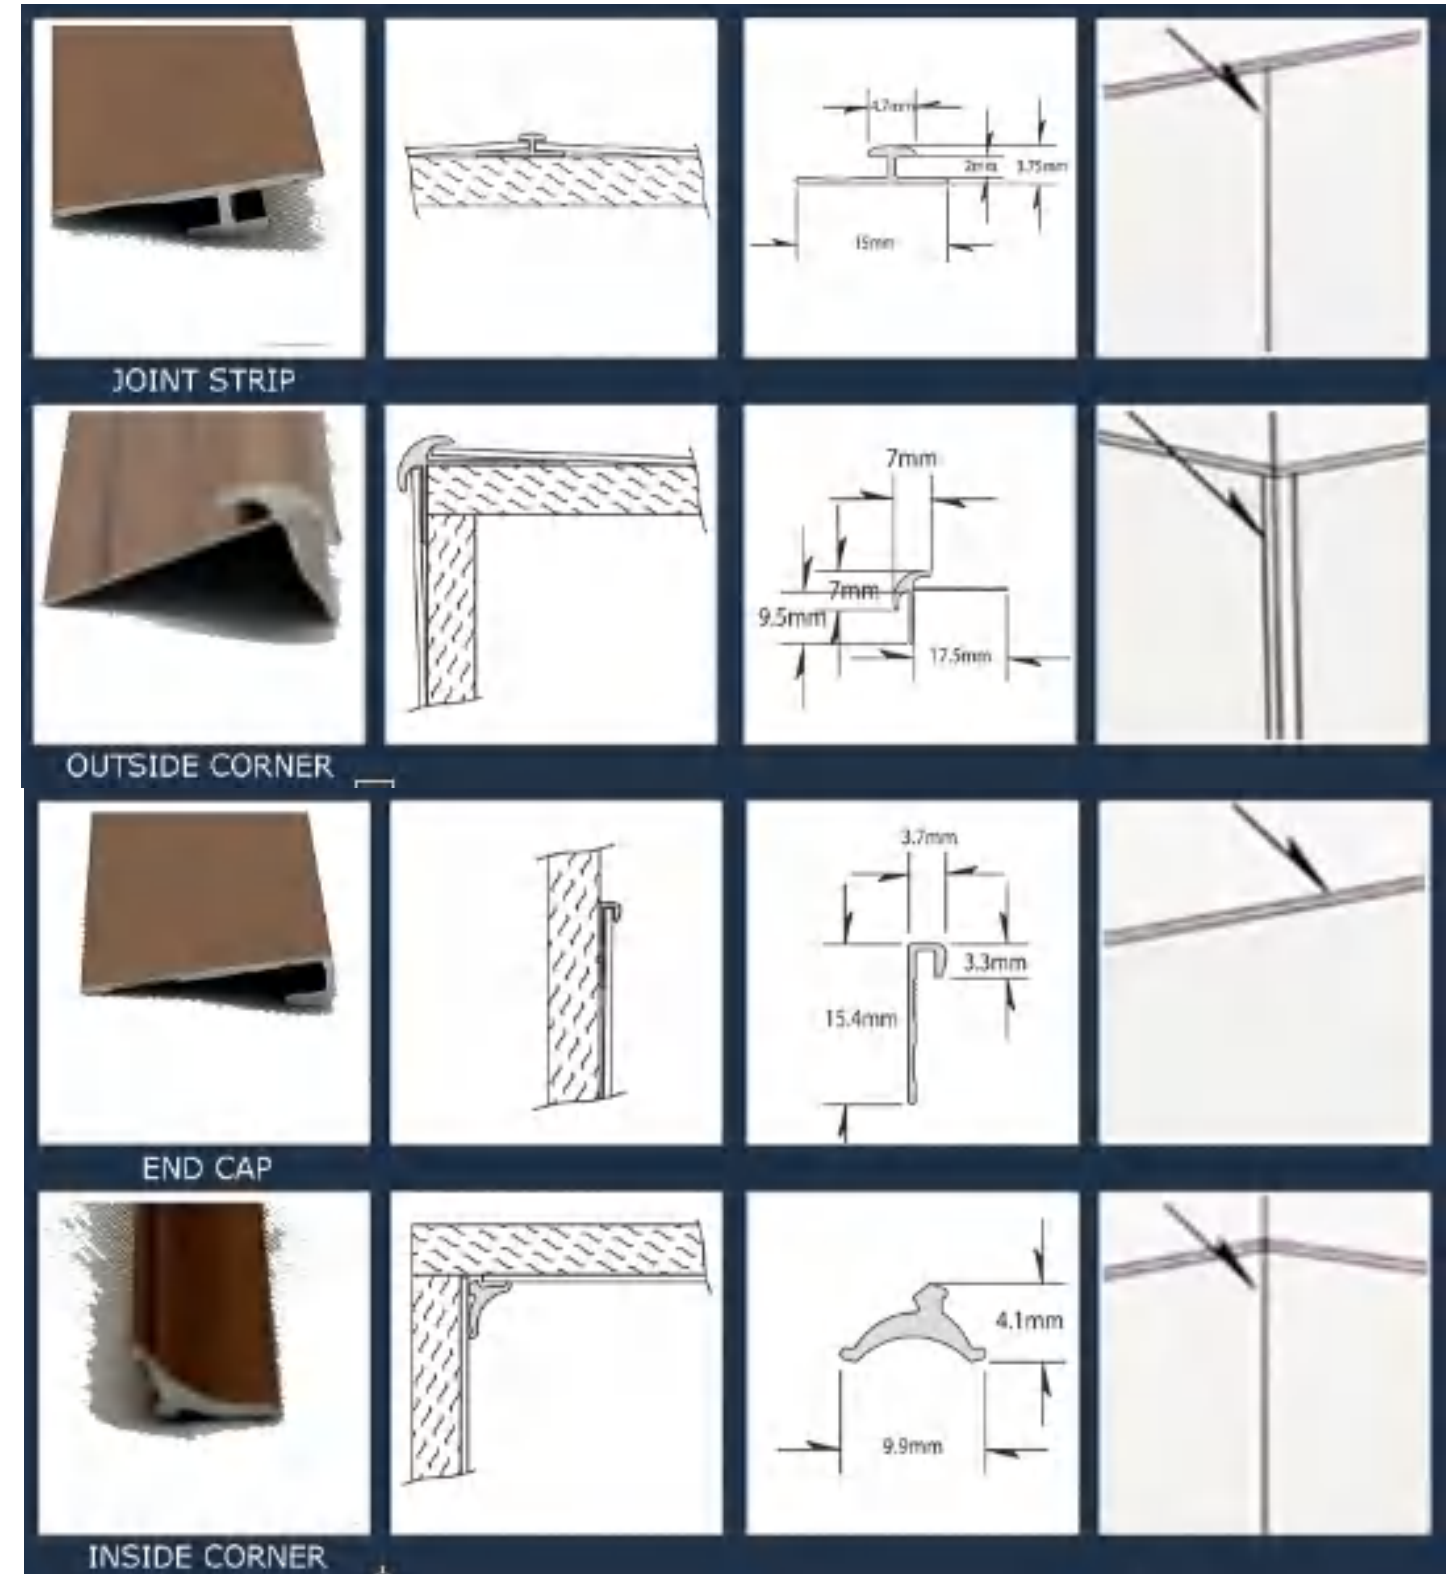 4.7mm
2mm
3.75mm
15mm
JOINT STRIP
7mm
7mm
9.5mm
17.5mm
OUTSIDE CORNER
3.7mm
3.3mm
15.4mm
END CAP
4.1mm
9.9mm
INSIDE CORNER